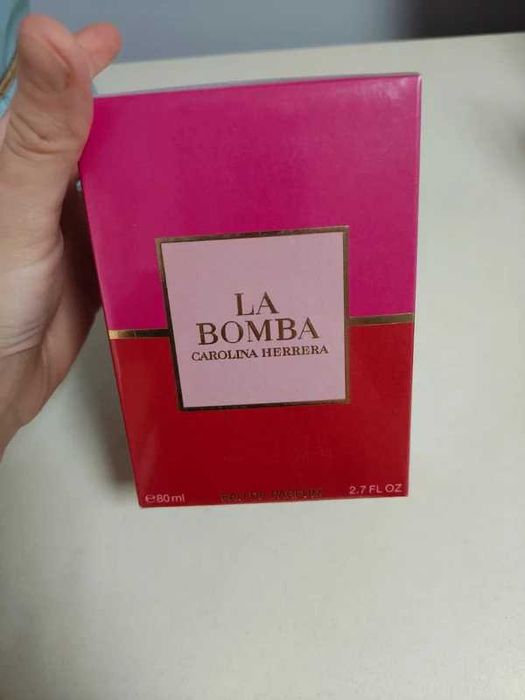 LA
BOMBA
CAROLINA HERRERA
℮80 ml
EAU DE PARFUM
2.7 FL OZ